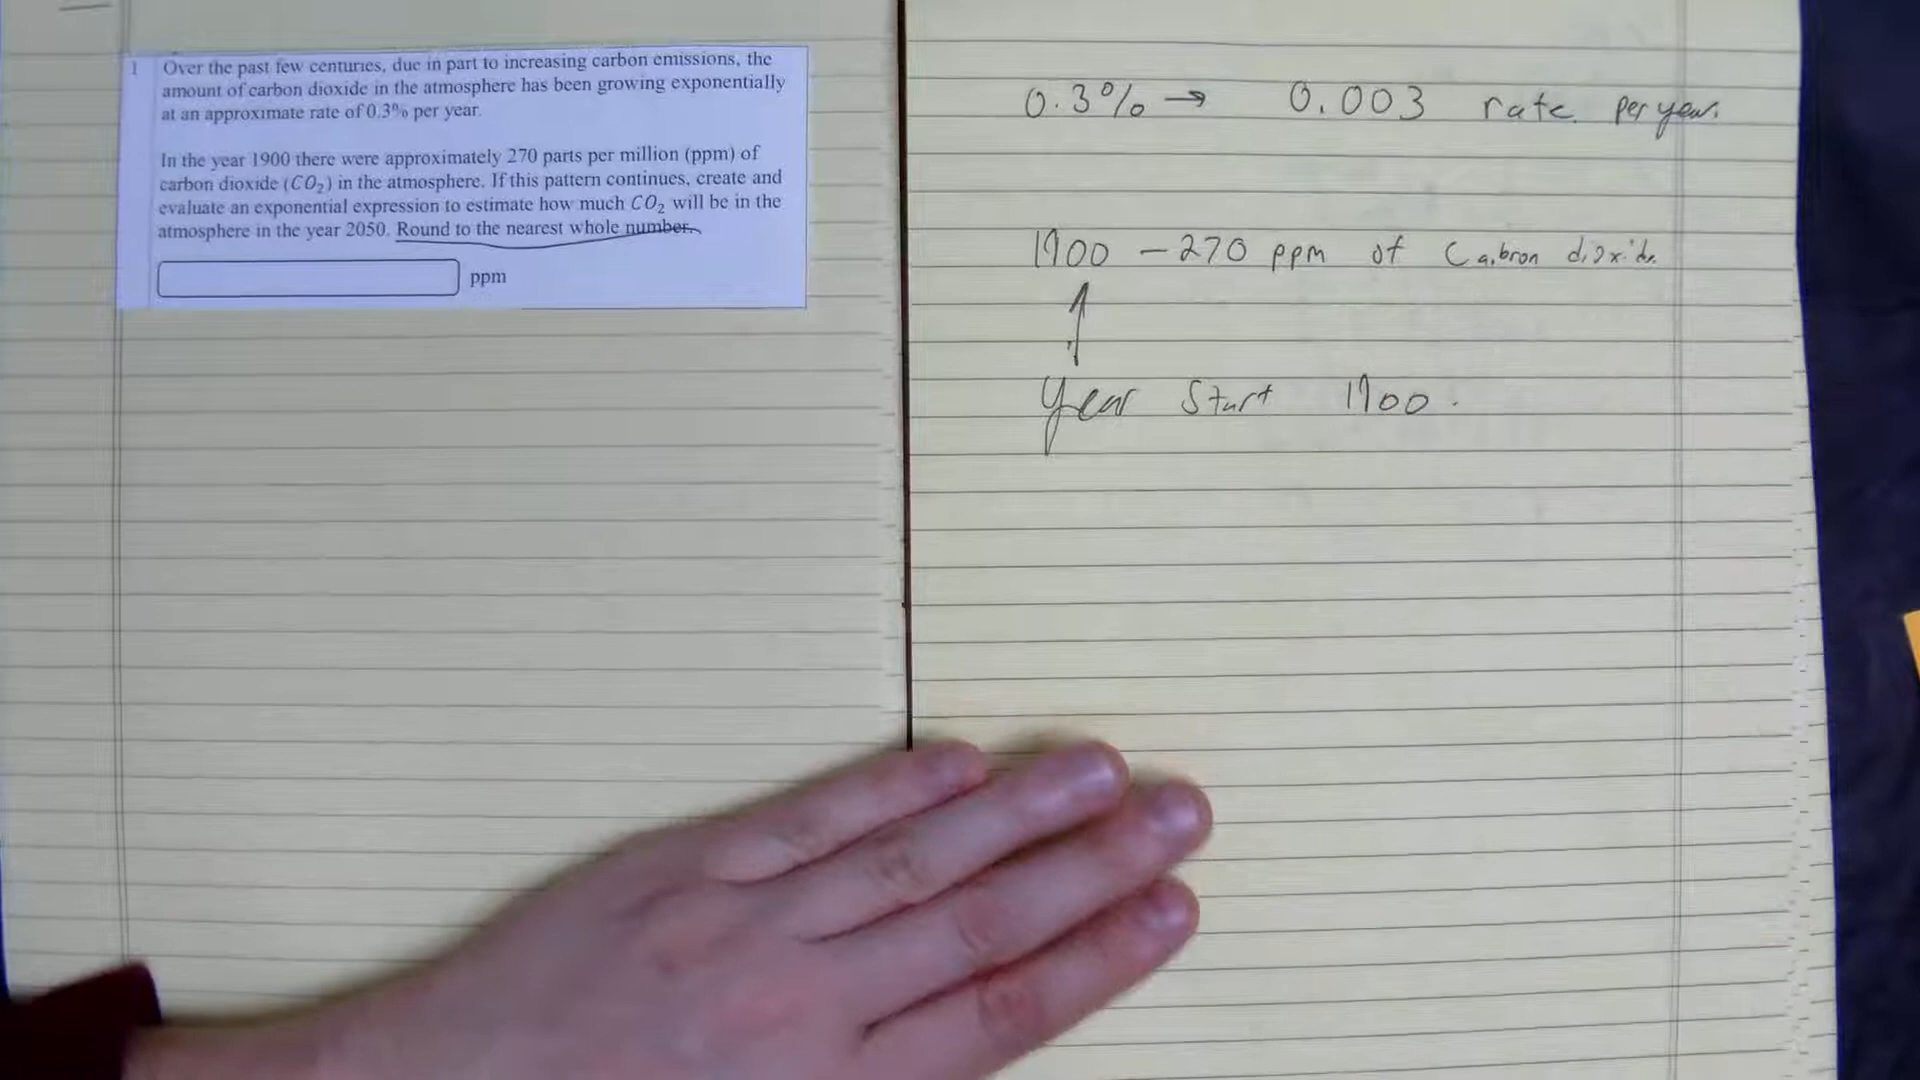 1 Over the past few centuries, due in part to increasing carbon emissions, the
amount of carbon dioxide in the atmosphere has been growing exponentially
at an approximate rate of 0.3% per year.
In the year 1900 there were approximately 270 parts per million (ppm) of
carbon dioxide (CO₂) in the atmosphere. If this pattern continues, create and
evaluate an exponential expression to estimate how much CO₂ will be in the
atmosphere in the year 2050. Round to the nearest whole number.
ppm
0.3% → 0.003 rate per year.
1900 - 270 ppm of Carbron dioxide.
↑
Year Start 1900.